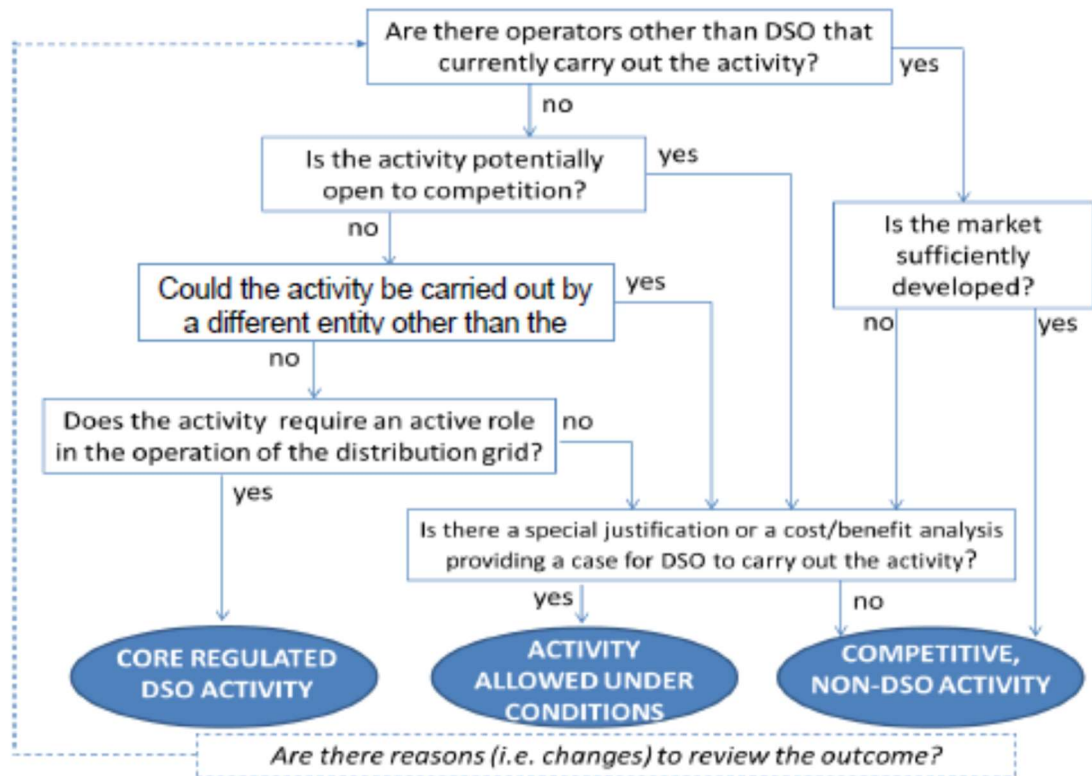 Are there operators other than DSO that
currently carry out the activity?
yes
no
Is the activity potentially
open to competition?
yes
no
Is the market
sufficiently
developed?
Could the activity be carried out by
a different entity other than the
yes
no
yes
no
Does the activity require an active role
in the operation of the distribution grid?
no
yes
Is there a special justification or a cost/benefit analysis
providing a case for DSO to carry out the activity?
yes
no
CORE REGULATED
DSO ACTIVITY
ACTIVITY
ALLOWED UNDER
CONDITIONS
COMPETITIVE,
NON-DSO ACTIVITY
Are there reasons (i.e. changes) to review the outcome?